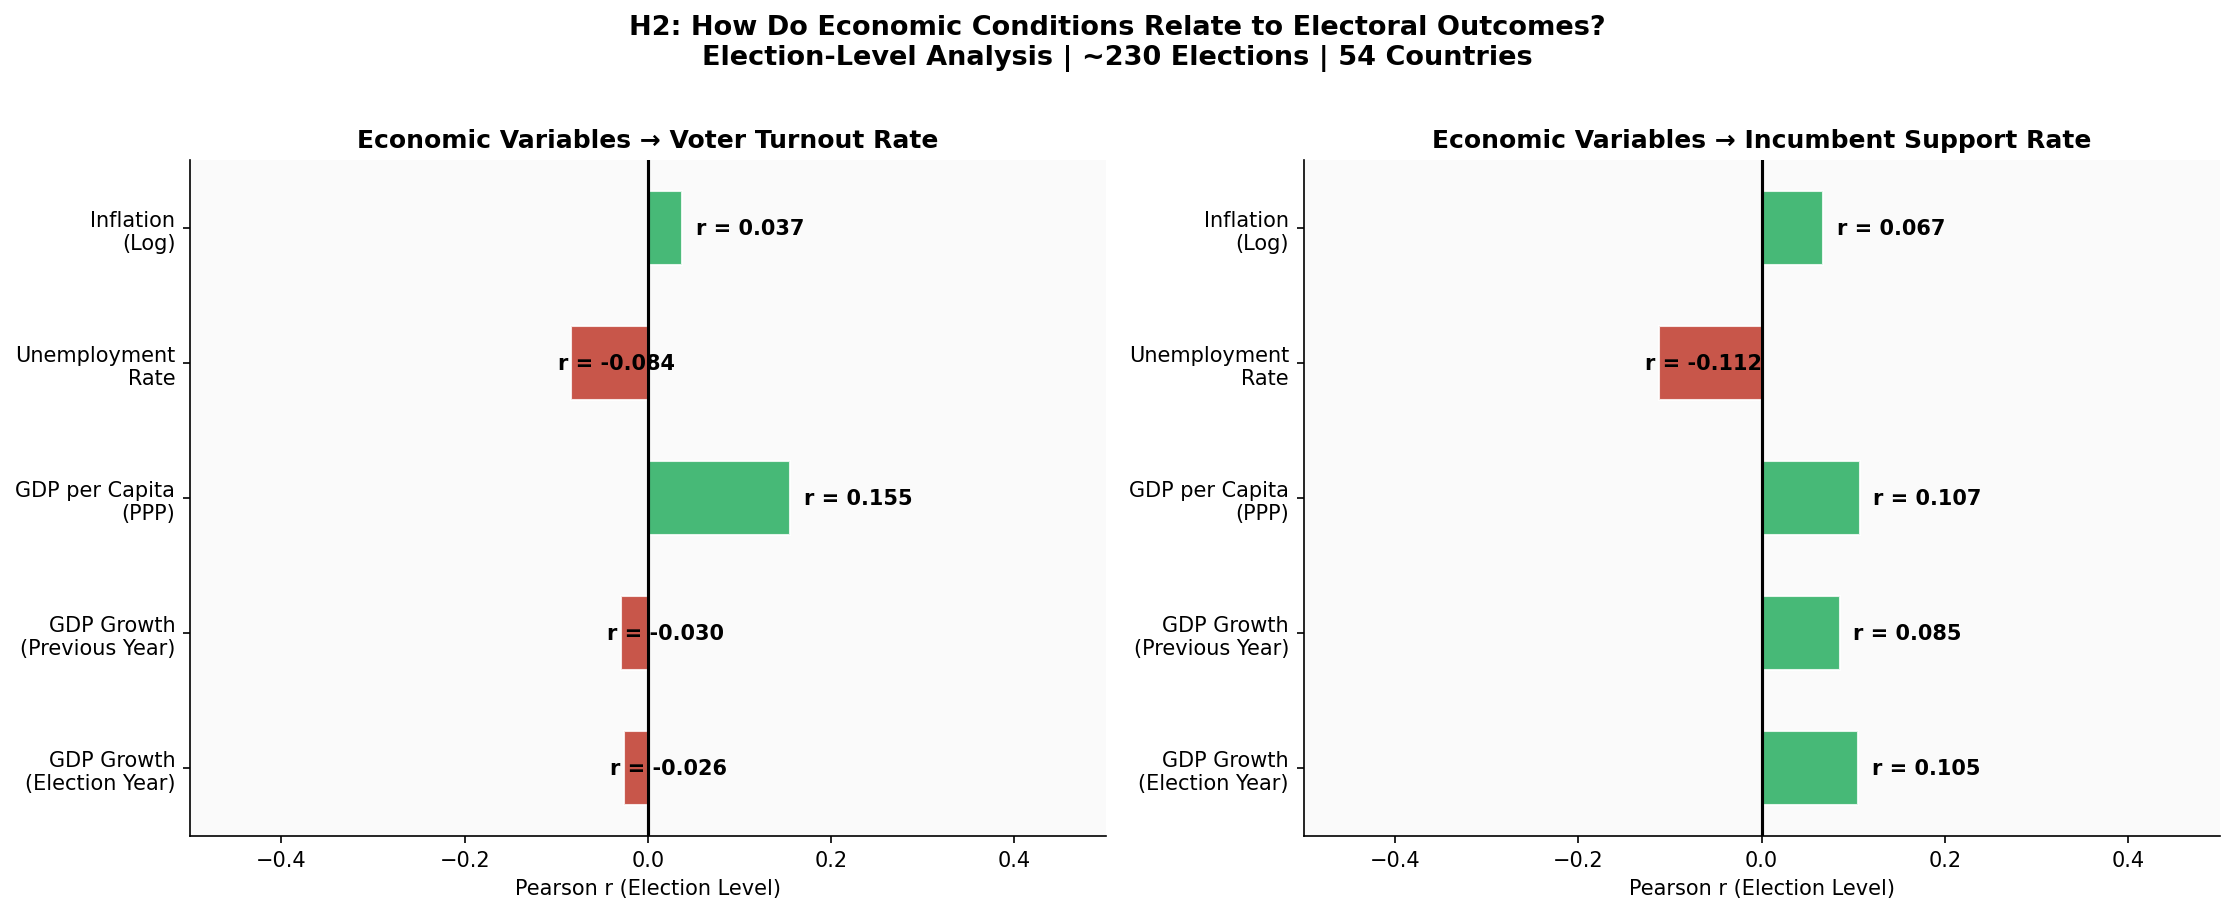 H2: How Do Economic Conditions Relate to Electoral Outcomes?
Election-Level Analysis | ~230 Elections | 54 Countries
Economic Variables → Voter Turnout Rate
Inflation
(Log)
r = 0.037
Unemployment
Rate
r = -0.084
GDP per Capita
(PPP)
r = 0.155
GDP Growth
(Previous Year)
r = -0.030
GDP Growth
(Election Year)
r = -0.026
−0.4 −0.2 0.0 0.2 0.4
Pearson r (Election Level)
Economic Variables → Incumbent Support Rate
Inflation
(Log)
r = 0.067
Unemployment
Rate
r = -0.112
GDP per Capita
(PPP)
r = 0.107
GDP Growth
(Previous Year)
r = 0.085
GDP Growth
(Election Year)
r = 0.105
−0.4 −0.2 0.0 0.2 0.4
Pearson r (Election Level)